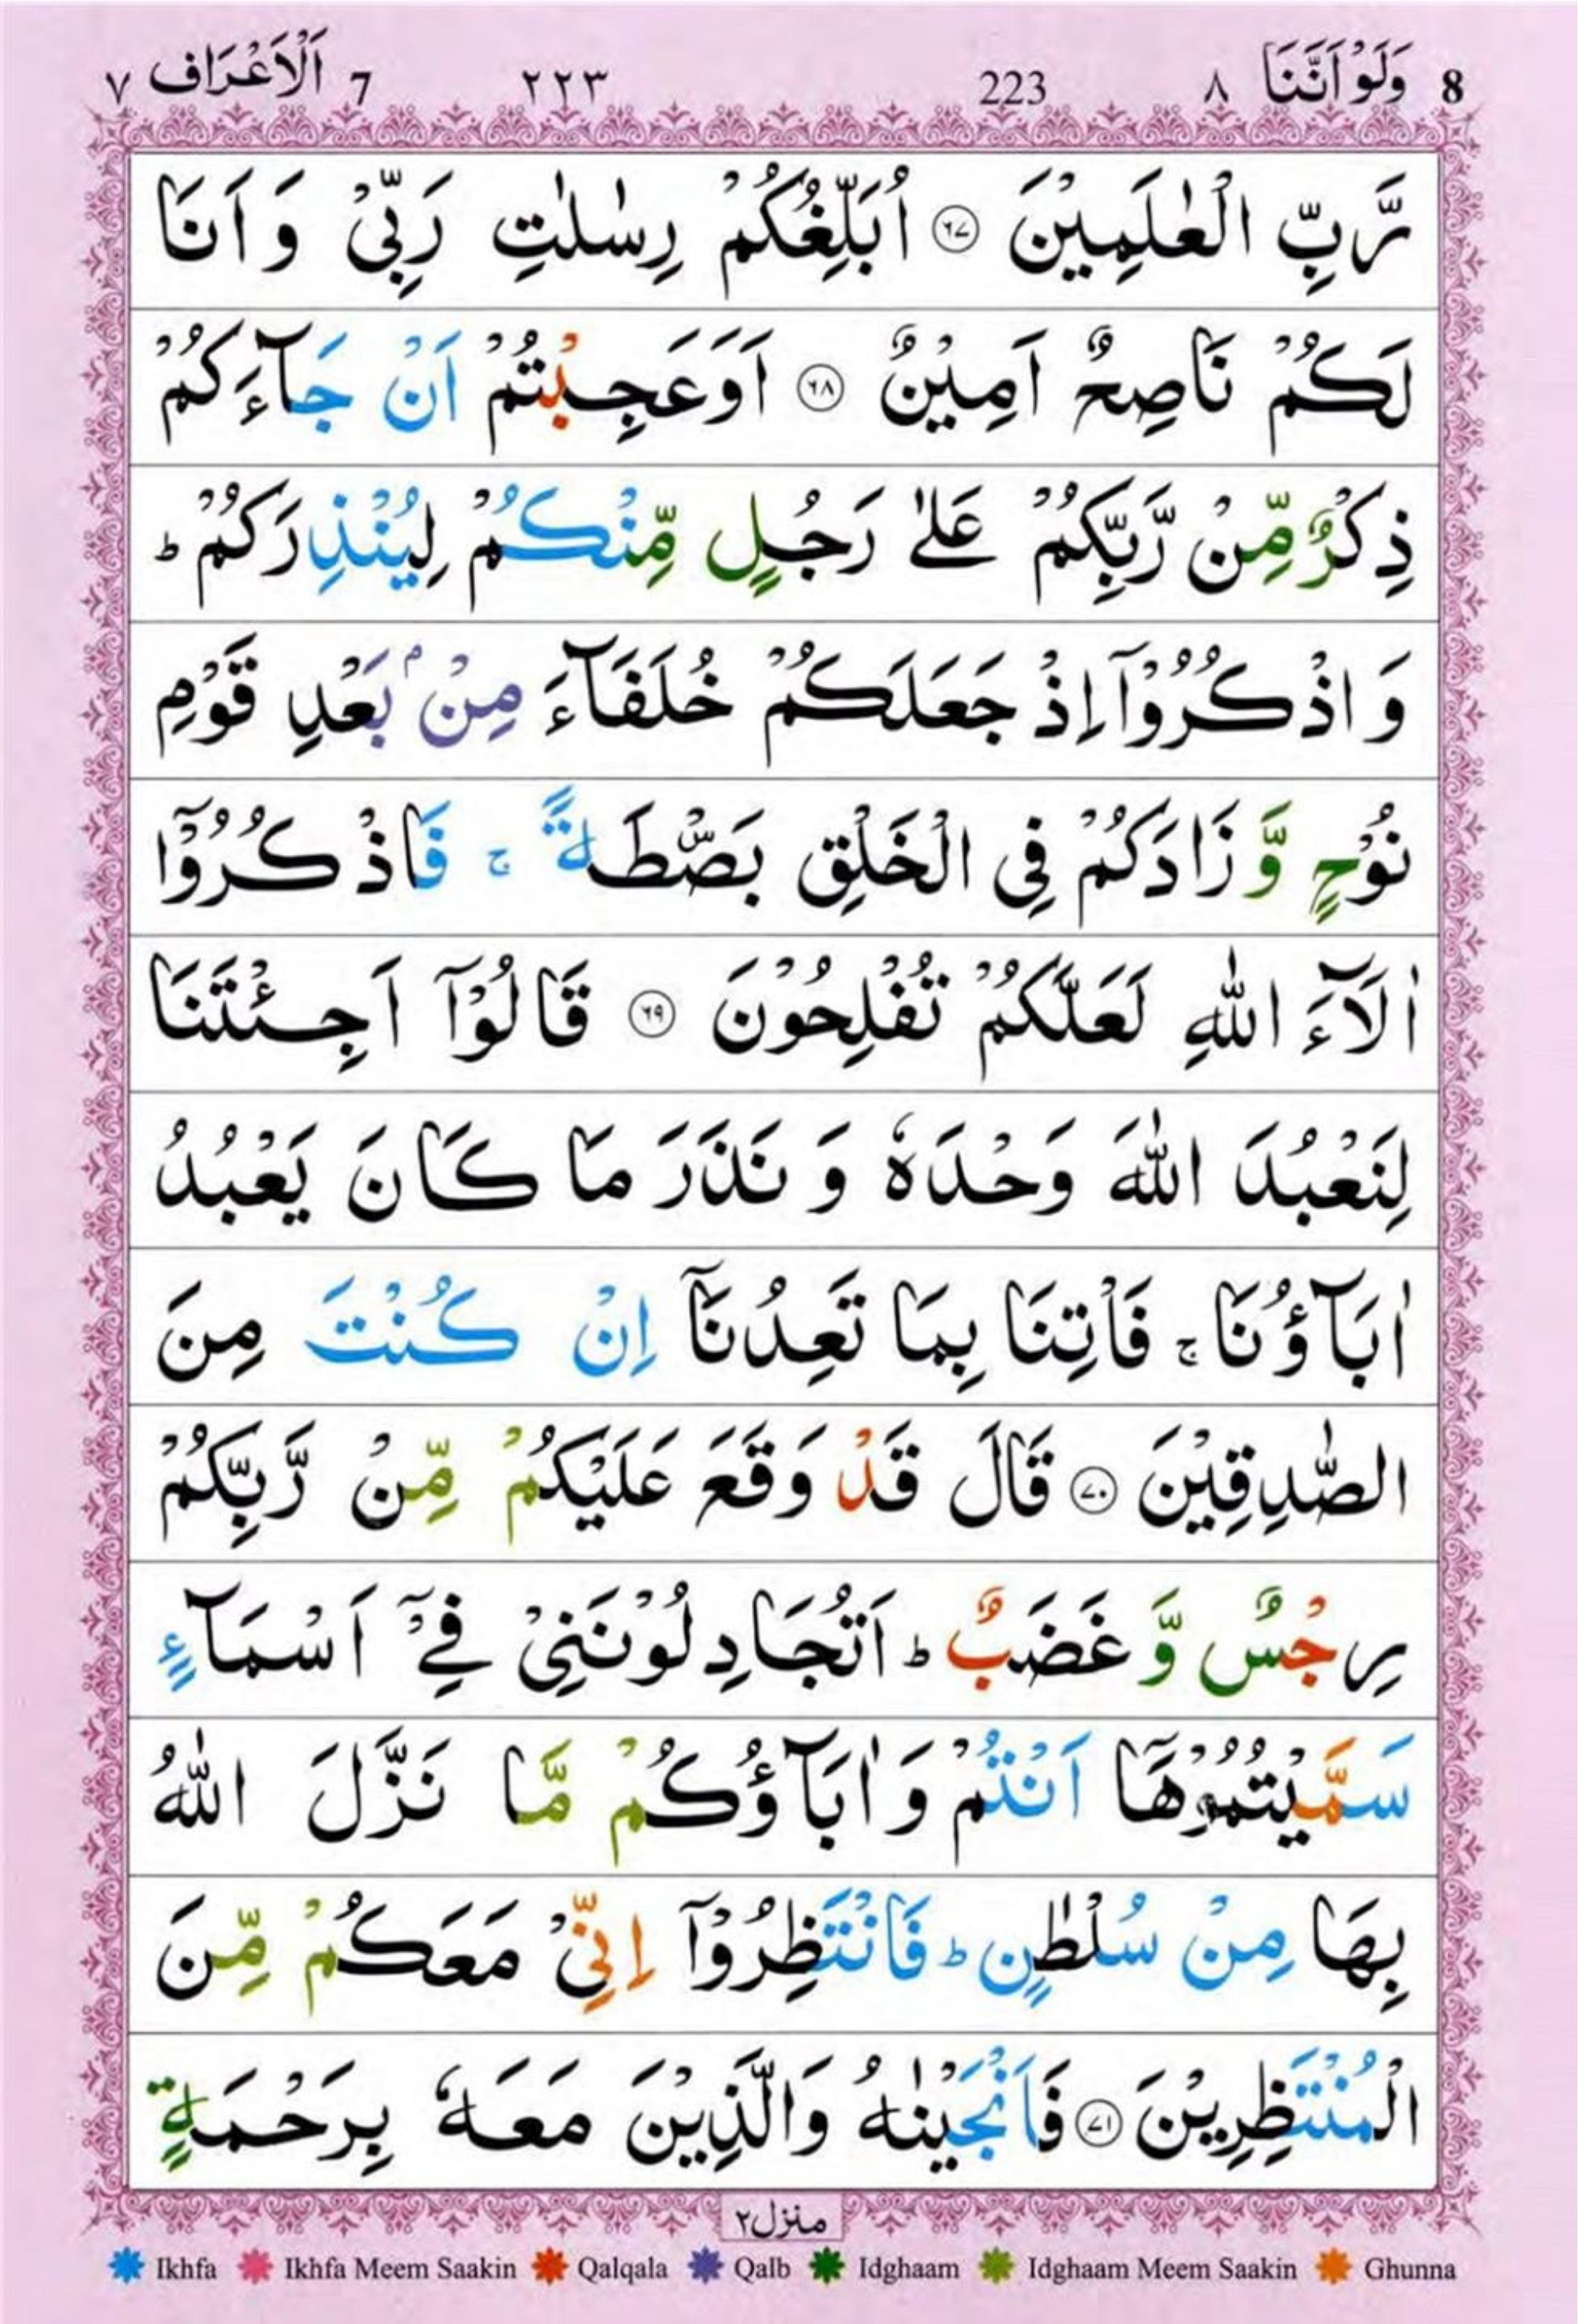 8 وَلَوْ اَنَّنَا ٨ 223 ٢٢٣ 7 اَلْاَعْرَاف ٧
رَّبِّ الْعٰلَمِيْنَ ﴿٦٧﴾ اُبَلِّغُكُمْ رِسٰلٰتِ رَبِّيْ وَ اَنَا
لَكُمْ نَاصِحٌ اَمِيْنٌ ﴿٦٨﴾ اَوَعَجِبْتُمْ اَنْ جَآءَكُمْ
ذِكْرٌ مِّنْ رَّبِّكُمْ عَلٰى رَجُلٍ مِّنْكُمْ لِيُنْذِرَكُمْ ؕ
وَ اذْكُرُوْۤا اِذْ جَعَلَكُمْ خُلَفَآءَ مِنْۢ بَعْدِ قَوْمِ
نُوْحٍ وَّ زَادَكُمْ فِى الْخَلْقِ بَصْۜطَةً ۚ فَاذْكُرُوْۤا
اٰلَآءَ اللّٰهِ لَعَلَّكُمْ تُفْلِحُوْنَ ﴿٦٩﴾ قَالُوْۤا اَجِئْتَنَا
لِنَعْبُدَ اللّٰهَ وَحْدَهٗ وَ نَذَرَ مَا كَانَ يَعْبُدُ
اٰبَآؤُنَا ۚ فَاْتِنَا بِمَا تَعِدُنَاۤ اِنْ كُنْتَ مِنَ
الصّٰدِقِيْنَ ﴿٧٠﴾ قَالَ قَدْ وَقَعَ عَلَيْكُمْ مِّنْ رَّبِّكُمْ
رِجْسٌ وَّ غَضَبٌ ؕ اَتُجَادِلُوْنَنِيْ فِيْۤ اَسْمَآءٍ
سَمَّيْتُمُوْهَاۤ اَنْتُمْ وَ اٰبَآؤُكُمْ مَّا نَزَّلَ اللّٰهُ
بِهَا مِنْ سُلْطٰنٍ ؕ فَانْتَظِرُوْۤا اِنِّيْ مَعَكُمْ مِّنَ
الْمُنْتَظِرِيْنَ ﴿٧١﴾ فَاَنْجَيْنٰهُ وَالَّذِيْنَ مَعَهٗ بِرَحْمَةٍ
منزل٢
Ikhfa Ikhfa Meem Saakin Qalqala Qalb Idghaam Idghaam Meem Saakin Ghunna